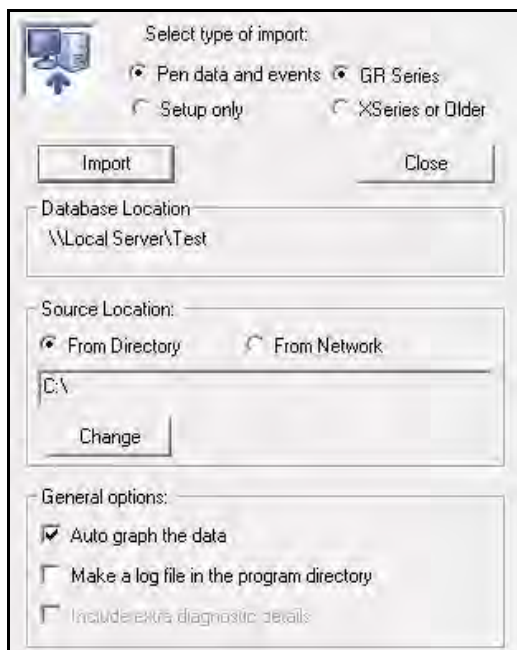 Select type of import:
Pen data and events GR Series
Setup only XSeries or Older
Import Close
Database Location
\\Local Server\Test
Source Location:
From Directory From Network
C:\
Change
General options:
Auto graph the data
Make a log file in the program directory
Include extra diagnostic details